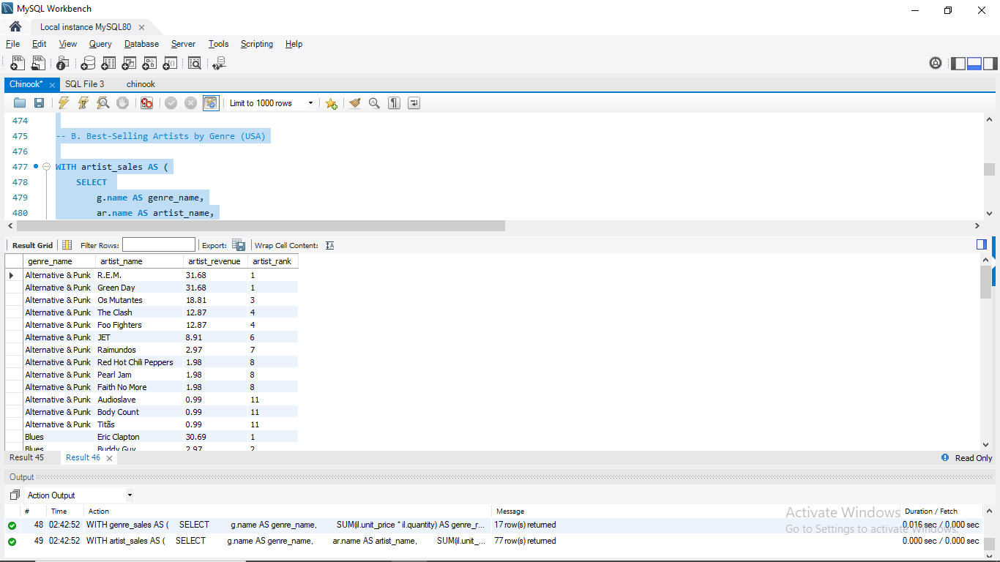 MySQL Workbench
Local instance MySQL80
File Edit View Query Database Server Tools Scripting Help
Chinook* SQL File 3 chinook
Limit to 1000 rows
474
475 -- B. Best-Selling Artists by Genre (USA)
476
477 WITH artist_sales AS (
478 SELECT
479 g.name AS genre_name,
480 ar.name AS artist_name,
Result Grid Filter Rows: Export: Wrap Cell Content:
genre_name artist_name artist_revenue artist_rank
Alternative & Punk R.E.M. 31.68 1
Alternative & Punk Green Day 31.68 1
Alternative & Punk Os Mutantes 18.81 3
Alternative & Punk The Clash 12.87 4
Alternative & Punk Foo Fighters 12.87 4
Alternative & Punk JET 8.91 6
Alternative & Punk Raimundos 2.97 7
Alternative & Punk Red Hot Chili Peppers 1.98 8
Alternative & Punk Pearl Jam 1.98 8
Alternative & Punk Faith No More 1.98 8
Alternative & Punk Audioslave 0.99 11
Alternative & Punk Body Count 0.99 11
Alternative & Punk Titãs 0.99 11
Blues Eric Clapton 30.69 1
Blues Buddy Guy 2.97 2
Result 45 Result 46 Read Only
Output
Action Output
# Time Action Message Duration / Fetch
48 02:42:52 WITH genre_sales AS ( SELECT g.name AS genre_name, SUM(il.unit_price * il.quantity) AS genre_r... 17 row(s) returned 0.016 sec / 0.000 sec
49 02:42:52 WITH artist_sales AS ( SELECT g.name AS genre_name, ar.name AS artist_name, SUM(il.unit_... 77 row(s) returned 0.000 sec / 0.000 sec
Activate Windows
Go to Settings to activate Windows.